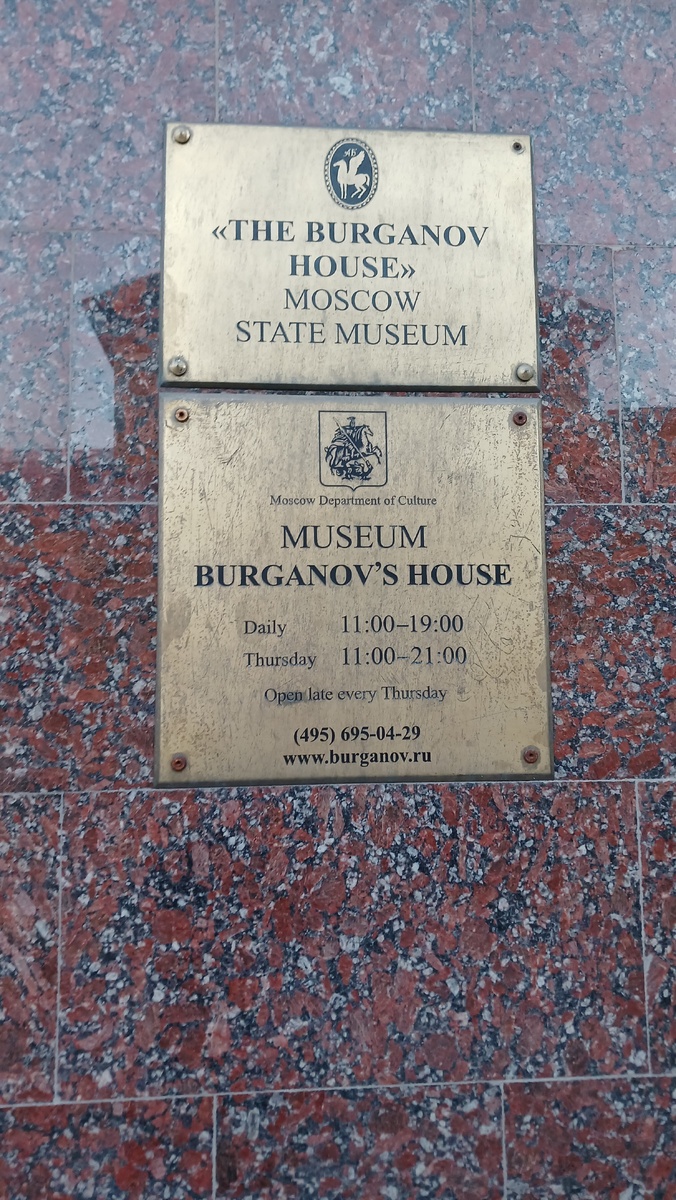 «THE BURGANOV
HOUSE»
MOSCOW
STATE MUSEUM
Moscow Department of Culture
MUSEUM
BURGANOV'S HOUSE
Daily 11:00–19:00
Thursday 11:00–21:00
Open late every Thursday
(495) 695-04-29
www.burganov.ru